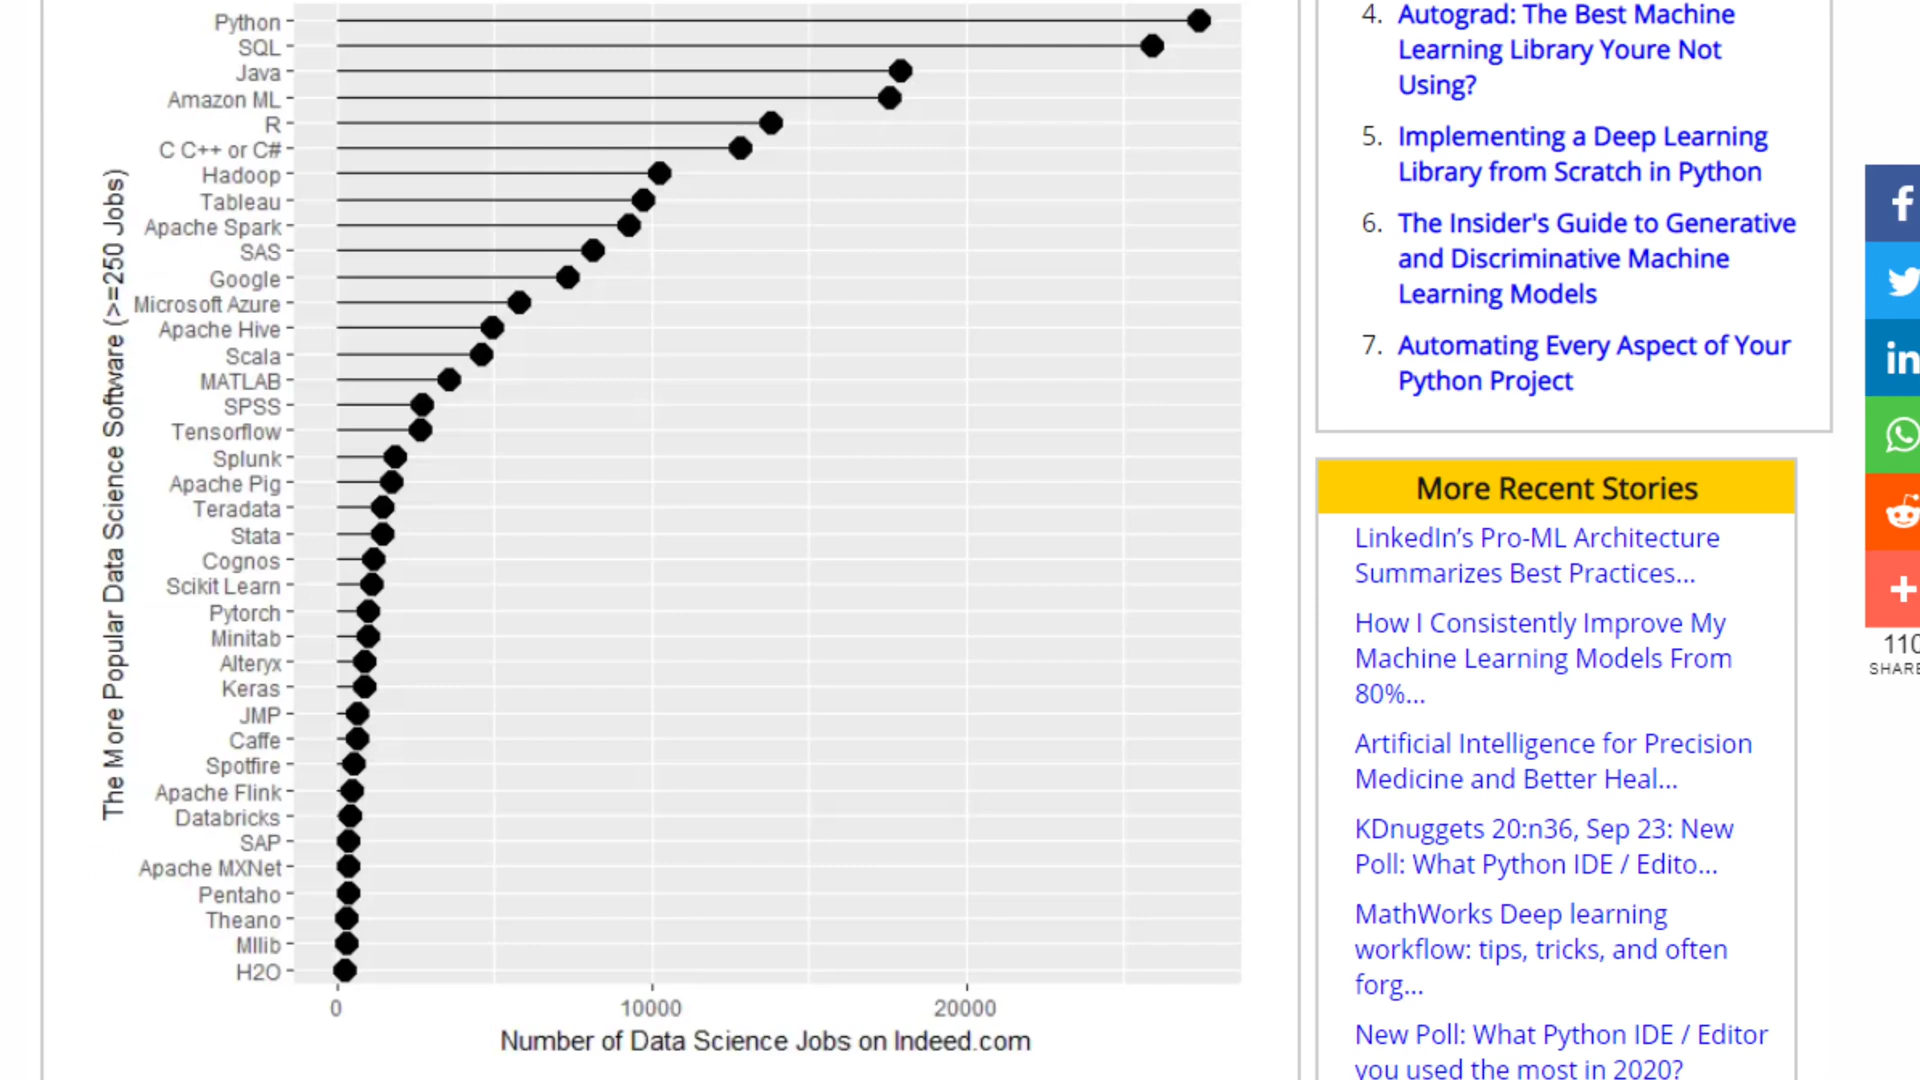 Python
SQL
Java
Amazon ML
R
C C++ or C#
Hadoop
Tableau
Apache Spark
SAS
Google
Microsoft Azure
Apache Hive
Scala
MATLAB
SPSS
Tensorflow
Splunk
Apache Pig
Teradata
Stata
Cognos
Scikit Learn
Pytorch
Minitab
Alteryx
Keras
JMP
Caffe
Spotfire
Apache Flink
Databricks
SAP
Apache MXNet
Pentaho
Theano
Mllib
H2O
The More Popular Data Science Software (>=250 Jobs)
0 10000 20000
Number of Data Science Jobs on Indeed.com
4. Autograd: The Best Machine
Learning Library Youre Not
Using?
5. Implementing a Deep Learning
Library from Scratch in Python
6. The Insider's Guide to Generative
and Discriminative Machine
Learning Models
7. Automating Every Aspect of Your
Python Project
More Recent Stories
LinkedIn’s Pro-ML Architecture
Summarizes Best Practices...
How I Consistently Improve My
Machine Learning Models From
80%...
Artificial Intelligence for Precision
Medicine and Better Heal...
KDnuggets 20:n36, Sep 23: New
Poll: What Python IDE / Edito...
MathWorks Deep learning
workflow: tips, tricks, and often
forg...
New Poll: What Python IDE / Editor
you used the most in 2020?
f
in
+
110
SHARE